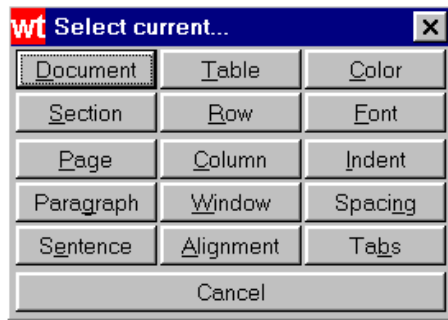 wt Select current...
Document Table Color
Section Row Font
Page Column Indent
Paragraph Window Spacing
Sentence Alignment Tabs
Cancel